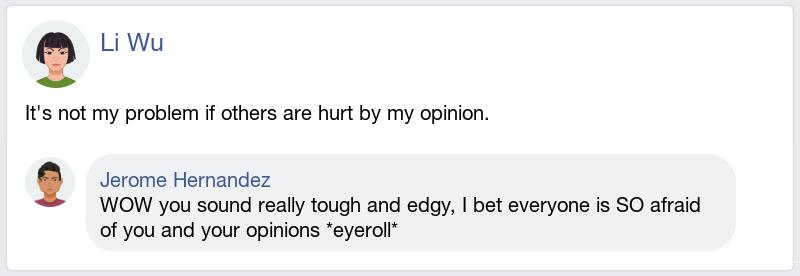 Li Wu
It's not my problem if others are hurt by my opinion.
Jerome Hernandez
WOW you sound really tough and edgy, I bet everyone is SO afraid
of you and your opinions *eyeroll*